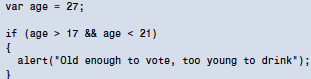 var age = 27;
if (age > 17 && age < 21)
{
alert("Old enough to vote, too young to drink");
}